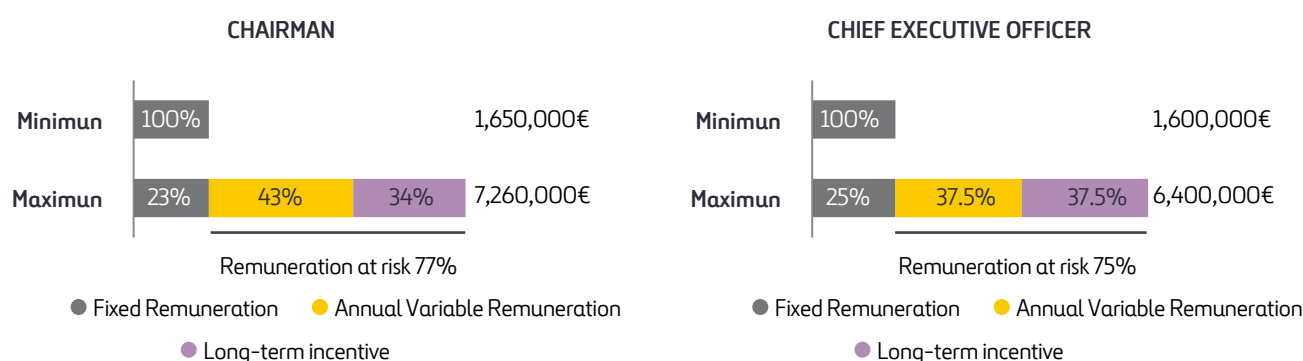 CHAIRMAN
Minimun 100% 1,650,000€
Maximun 23% 43% 34% 7,260,000€
Remuneration at risk 77%
Fixed Remuneration Annual Variable Remuneration
Long-term incentive
CHIEF EXECUTIVE OFFICER
Minimun 100% 1,600,000€
Maximun 25% 37.5% 37.5% 6,400,000€
Remuneration at risk 75%
Fixed Remuneration Annual Variable Remuneration
Long-term incentive